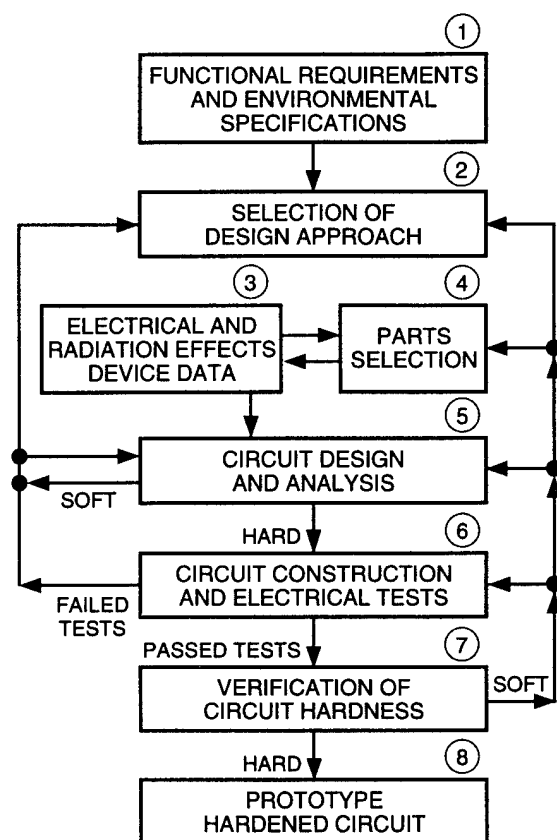 1
FUNCTIONAL REQUIREMENTS
AND ENVIRONMENTAL
SPECIFICATIONS
2
SELECTION OF
DESIGN APPROACH
3
ELECTRICAL AND
RADIATION EFFECTS
DEVICE DATA
4
PARTS
SELECTION
5
CIRCUIT DESIGN
AND ANALYSIS
SOFT
HARD
6
CIRCUIT CONSTRUCTION
AND ELECTRICAL TESTS
FAILED
TESTS
PASSED TESTS
7
VERIFICATION OF
CIRCUIT HARDNESS
SOFT
HARD
8
PROTOTYPE
HARDENED CIRCUIT